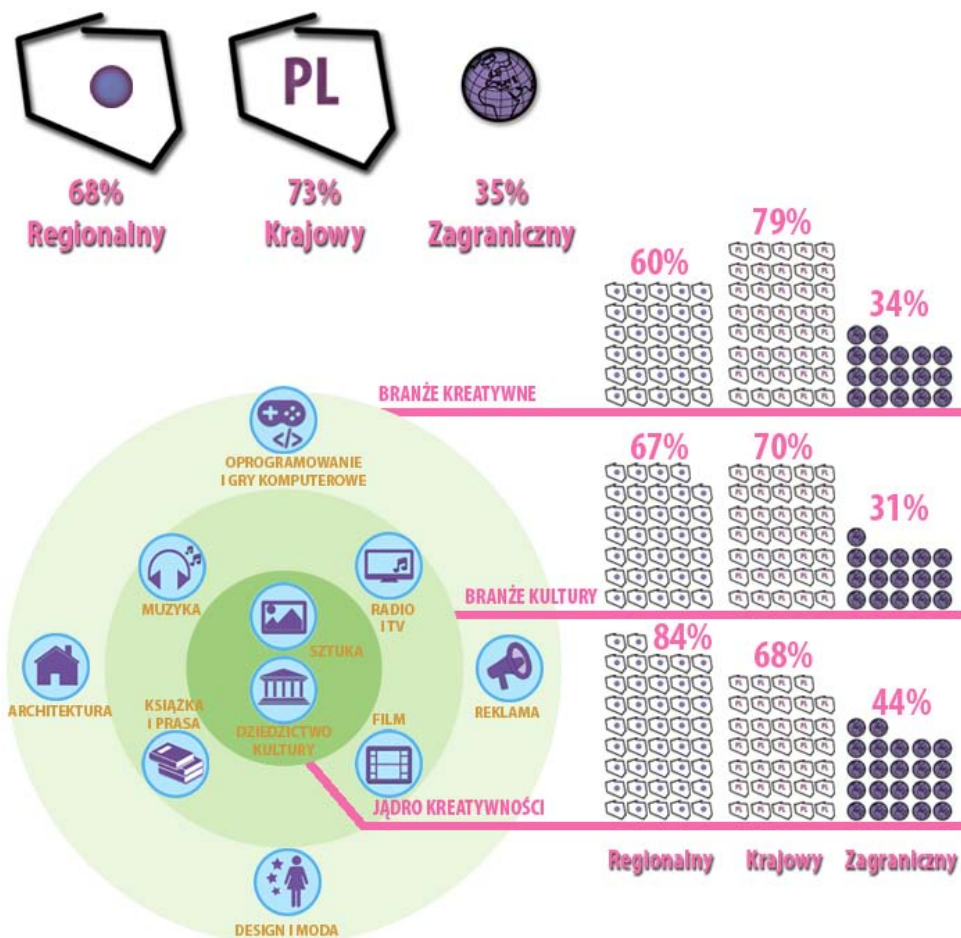 PL
68%
Regionalny
73%
Krajowy
35%
Zagraniczny
60%
79%
34%
BRANŻE KREATYWNE
67%
70%
31%
BRANŻE KULTURY
84%
68%
44%
JĄDRO KREATYWNOŚCI
Regionalny
Krajowy
Zagraniczny
OPROGRAMOWANIE
I GRY KOMPUTEROWE
MUZYKA
RADIO
I TV
SZTUKA
ARCHITEKTURA
KSIĄŻKA
I PRASA
DZIEDZICTWO
KULTURY
FILM
REKLAMA
DESIGN I MODA